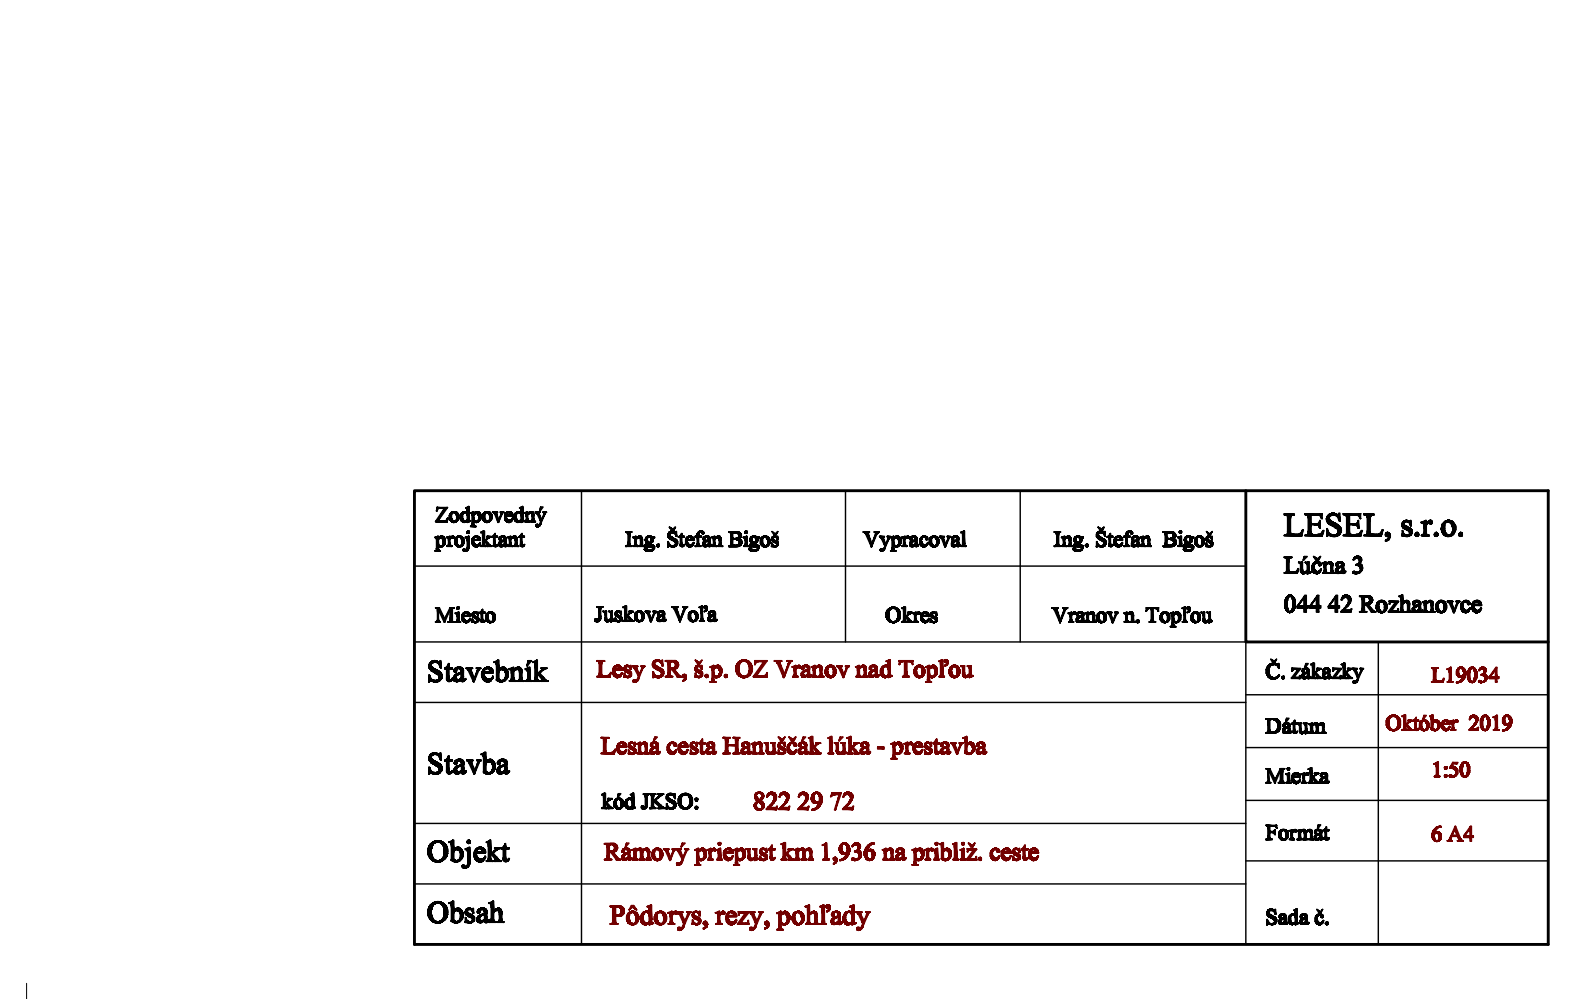 Zodpovedný
projektant
Ing. Štefan Bigoš
Vypracoval
Ing. Štefan Bigoš
LESEL, s.r.o.
Lúčna 3
044 42 Rozhanovce
Miesto
Juskova Voľa
Okres
Vranov n. Topľou
Stavebník
Lesy SR, š.p. OZ Vranov nad Topľou
Č. zákazky
L19034
Dátum
Október 2019
Stavba
Lesná cesta Hanuščák lúka - prestavba
kód JKSO: 822 29 72
Mierka
1:50
Formát
6 A4
Objekt
Rámový priepust km 1,936 na približ. ceste
Obsah
Pôdorys, rezy, pohľady
Sada č.